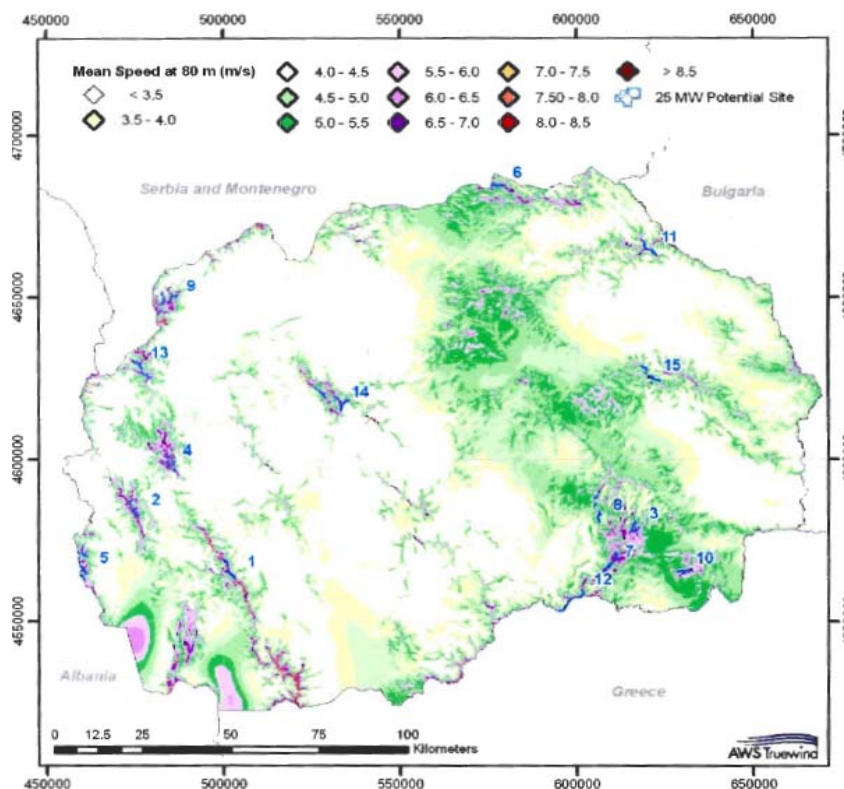 450000 500000 550000 600000 650000
Mean Speed at 80 m (m/s)
< 3.5
3.5 - 4.0
4.0 - 4.5
4.5 - 5.0
5.0 - 5.5
5.5 - 6.0
6.0 - 6.5
6.5 - 7.0
7.0 - 7.5
7.50 - 8.0
8.0 - 8.5
> 8.5
25 MW Potential Site
4700000
Serbia and Montenegro
6
Bulgaria
11
4650000
9
13
15
14
4600000
4
2
8
3
5
1
7
10
12
4550000
Albania
Greece
0 12.5 25 50 75 100
Kilometers
AWS Truewind
450000 500000 550000 600000 650000